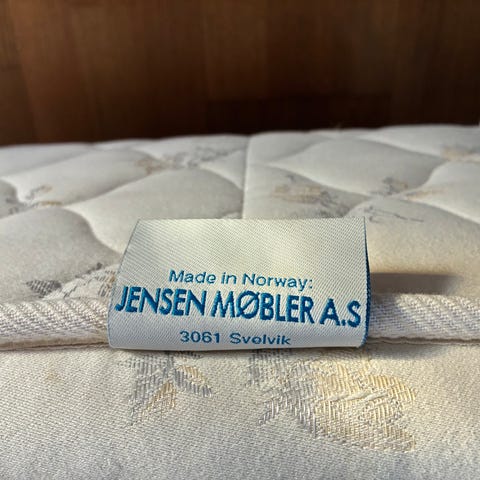 Made in Norway:
JENSEN MØBLER A.S
3061 Svelvik